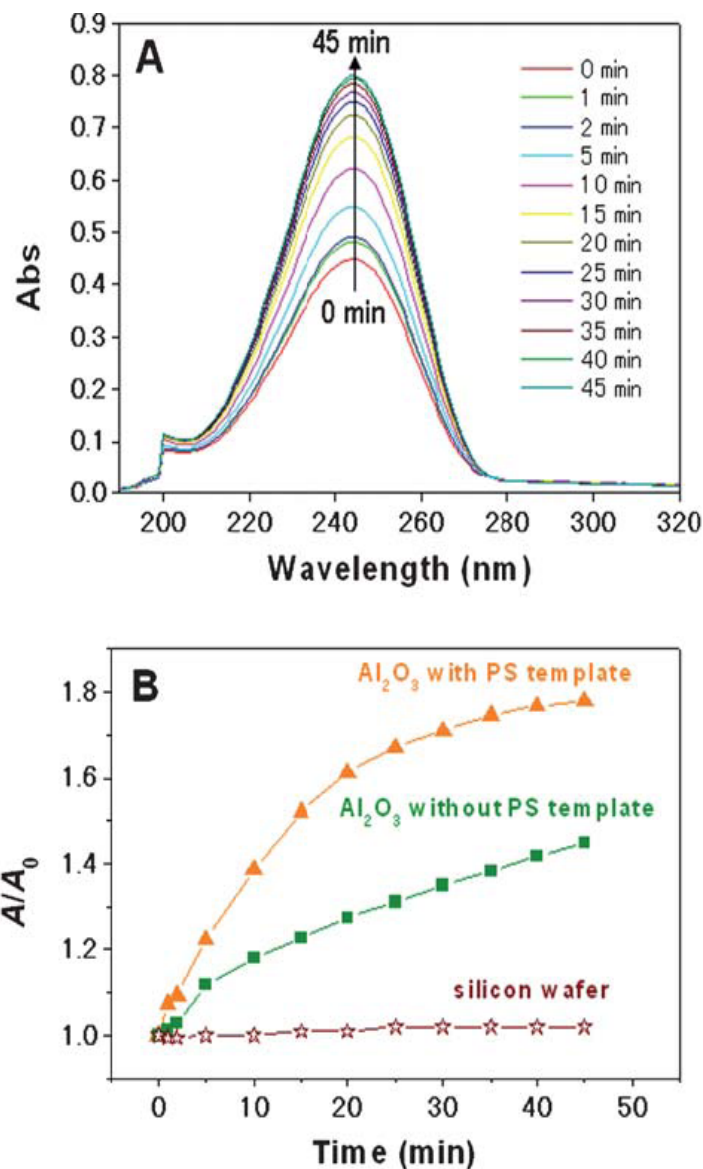 A
45 min
0 min
0 min
1 min
2 min
5 min
10 min
15 min
20 min
25 min
30 min
35 min
40 min
45 min
0.9
0.8
0.7
0.6
0.5
0.4
0.3
0.2
0.1
0.0
Abs
200 220 240 260 280 300 320
Wavelength (nm)
B
Al₂O₃ with PS template
Al₂O₃ without PS template
silicon wafer
1.8
1.6
1.4
1.2
1.0
A/A₀
0 10 20 30 40 50
Time (min)